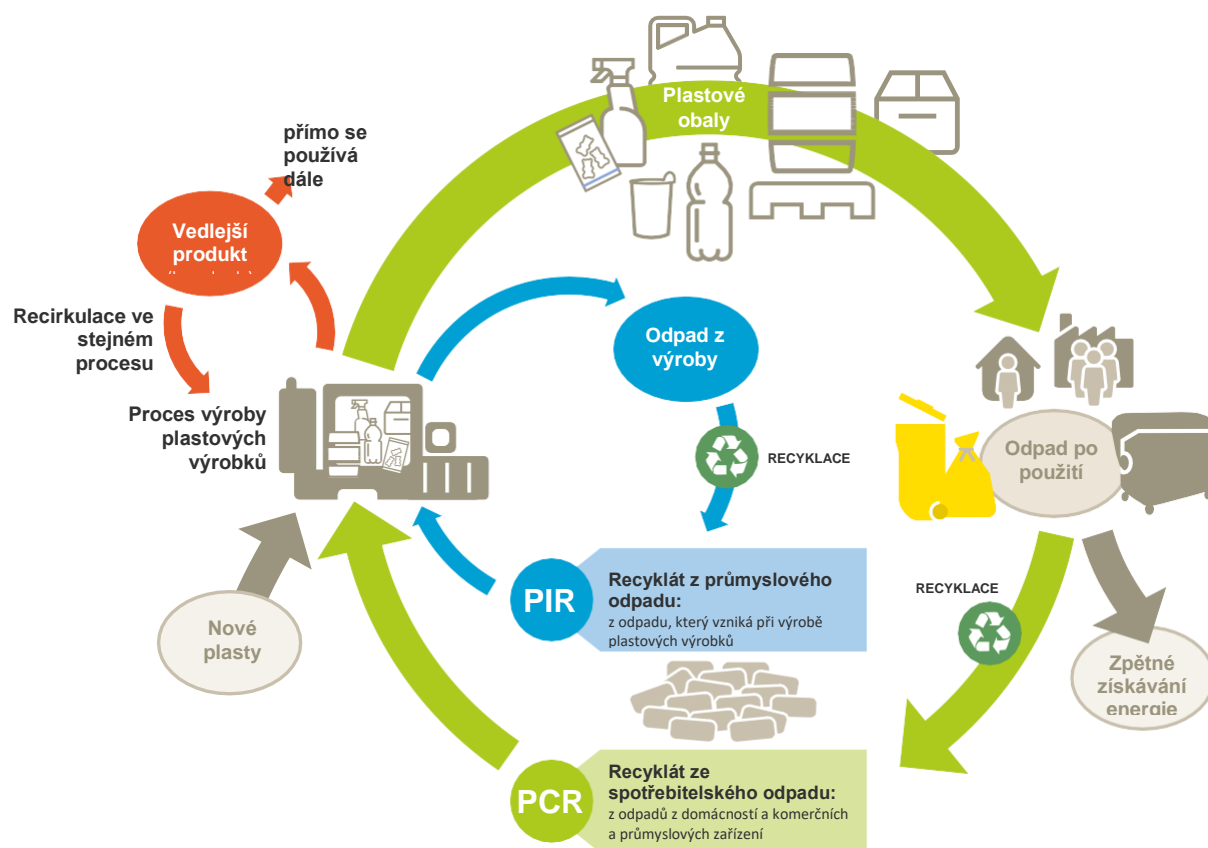 Plastové
obaly
přímo se
používá
dále
Vedlejší
produkt
Recirkulace ve
stejném
procesu
Odpad z
výroby
Proces výroby
plastových
výrobků
RECYKLACE
Odpad po
použití
PIR
Recyklát z průmyslového
odpadu:
z odpadu, který vzniká při výrobě
plastových výrobků
RECYKLACE
Nové
plasty
Zpětné
získávání
energie
PCR
Recyklát ze
spotřebitelského odpadu:
z odpadů z domácností a komerčních
a průmyslových zařízení